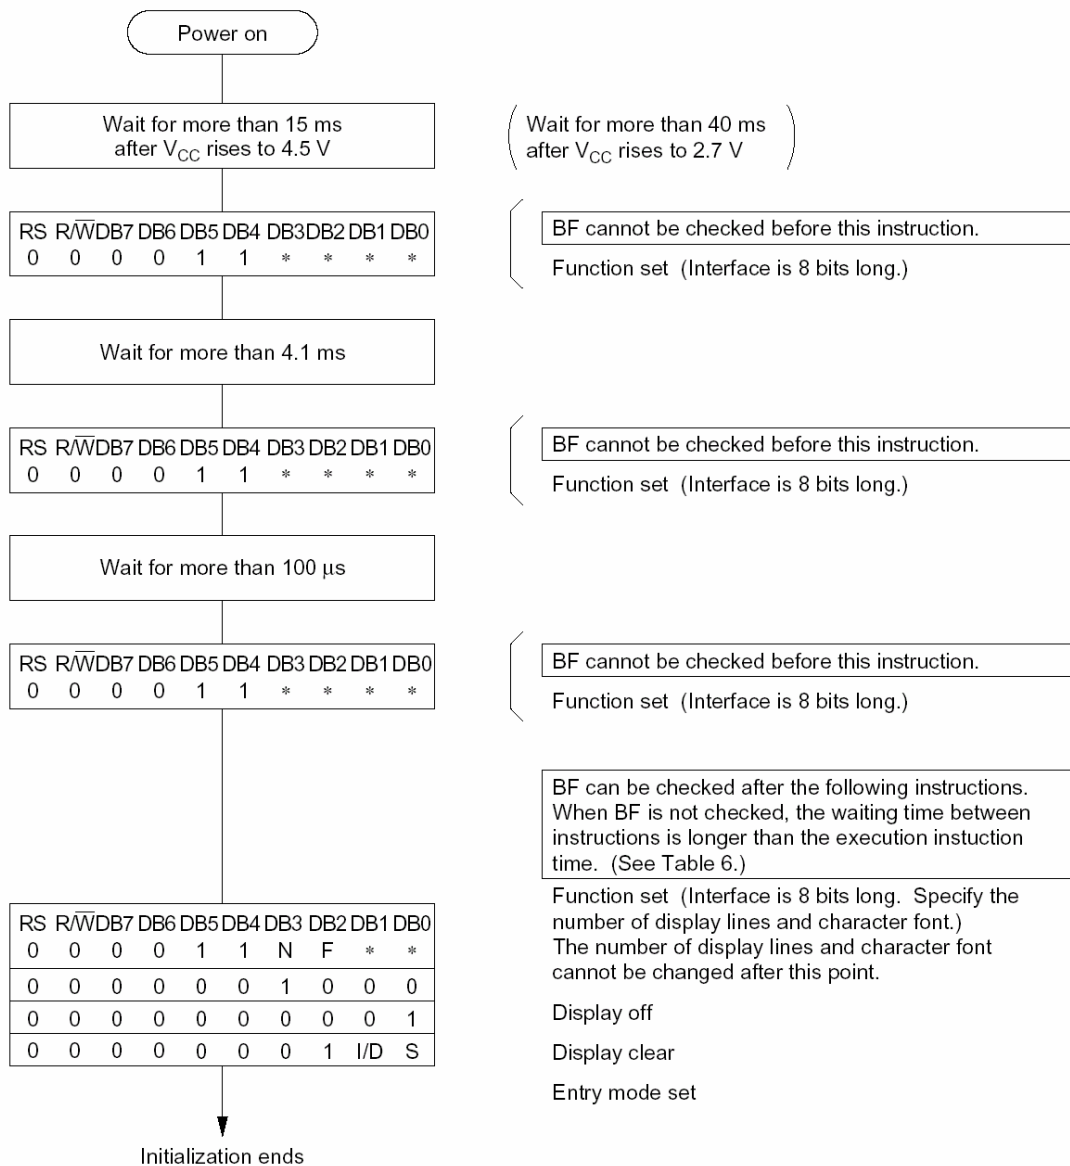 Power on
Wait for more than 15 ms
after VCC rises to 4.5 V
Wait for more than 40 ms
after VCC rises to 2.7 V
RS R/W̅ DB7 DB6 DB5 DB4 DB3 DB2 DB1 DB0
0 0 0 0 1 1 * * * *
BF cannot be checked before this instruction.
Function set (Interface is 8 bits long.)
Wait for more than 4.1 ms
RS R/W̅ DB7 DB6 DB5 DB4 DB3 DB2 DB1 DB0
0 0 0 0 1 1 * * * *
BF cannot be checked before this instruction.
Function set (Interface is 8 bits long.)
Wait for more than 100 μs
RS R/W̅ DB7 DB6 DB5 DB4 DB3 DB2 DB1 DB0
0 0 0 0 1 1 * * * *
BF cannot be checked before this instruction.
Function set (Interface is 8 bits long.)
BF can be checked after the following instructions.
When BF is not checked, the waiting time between
instructions is longer than the execution instuction
time. (See Table 6.)
RS R/W̅ DB7 DB6 DB5 DB4 DB3 DB2 DB1 DB0
0 0 0 0 1 1 N F * *
0 0 0 0 0 0 1 0 0 0
0 0 0 0 0 0 0 0 0 1
0 0 0 0 0 0 0 1 I/D S
Function set (Interface is 8 bits long. Specify the
number of display lines and character font.)
The number of display lines and character font
cannot be changed after this point.
Display off
Display clear
Entry mode set
Initialization ends